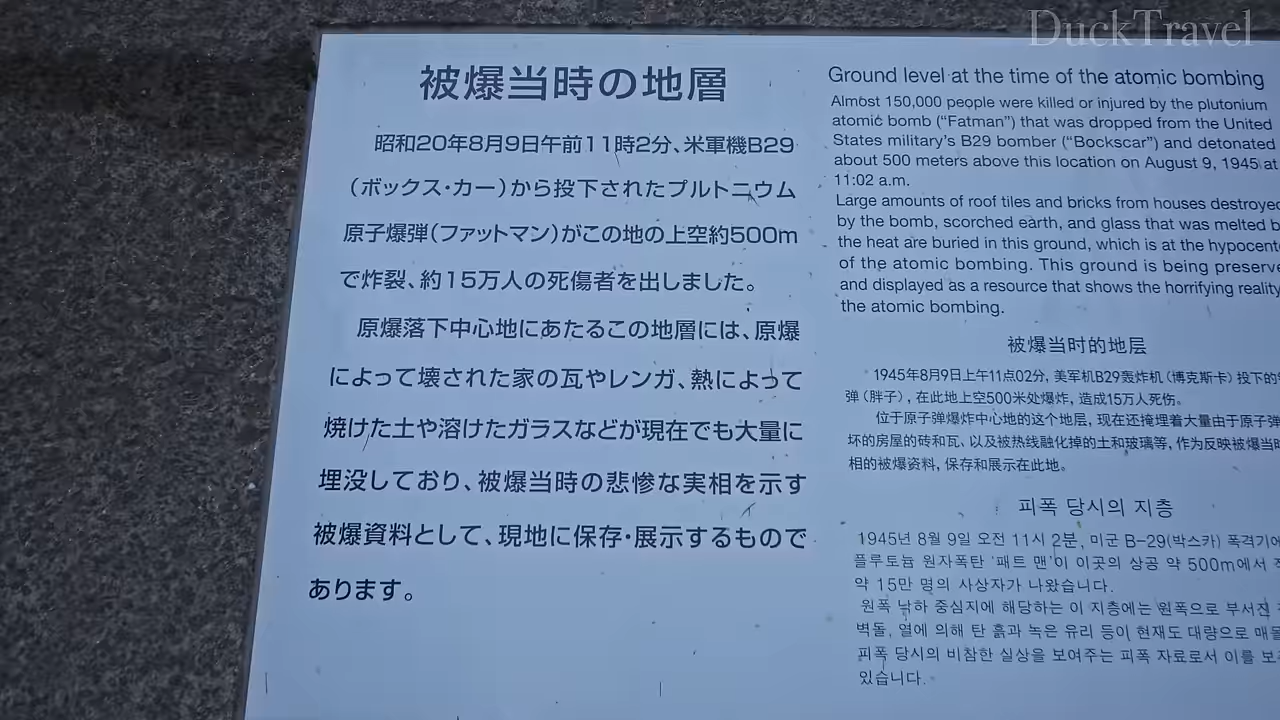 DuckTravel
被爆当時の地層
昭和20年8月9日午前11時2分、米軍機B29
（ボックス・カー）から投下されたプルトニウム
原子爆弾（ファットマン）がこの地の上空約500m
で炸裂、約15万人の死傷者を出しました。
原爆落下中心地にあたるこの地層には、原爆
によって壊された家の瓦やレンガ、熱によって
焼けた土や溶けたガラスなどが現在でも大量に
埋没しており、被爆当時の悲惨な実相を示す
被爆資料として、現地に保存・展示するもので
あります。
Ground level at the time of the atomic bombing
Almost 150,000 people were killed or injured by the plutonium
atomic bomb (“Fatman”) that was dropped from the United
States military’s B29 bomber (“Bockscar”) and detonated
about 500 meters above this location on August 9, 1945 at
11:02 a.m.
Large amounts of roof tiles and bricks from houses destroyed
by the bomb, scorched earth, and glass that was melted
the heat are buried in this ground, which is at the
of the atomic bombing. This ground is being
and displayed as a resource that shows the horrifying reality
the atomic bombing.
被爆当时的地层
1945年8月9日上午11点02分, 美军机B29轰炸机（博克斯卡）投下的
弹（胖子）, 在此地上空500米处爆炸, 造成15万人死伤。
位于原子弹爆炸中心地的这个地层, 现在还掩埋着大量由于原子弹
坏的房屋的砖和瓦、以及被热线融化掉的土和玻璃等, 作为反映被爆当
相的被爆资料, 保存和展示在此地。
피폭 당시의 지층
1945년 8월 9일 오전 11시 2분, 미군 B-29(박스카) 폭격기에
플루토늄 원자폭탄 ‘패트 맨’이 이곳의 상공 약 500m에서
약 15만 명의 사상자가 나왔습니다.
원폭 낙하 중심지에 해당하는 이 지층에는 원폭으로 부서진
벽돌, 열에 의해 탄 흙과 녹은 유리 등이 현재도 대량으로
피폭 당시의 비참한 실상을 보여주는 피폭 자료로서 이를
있습니다.